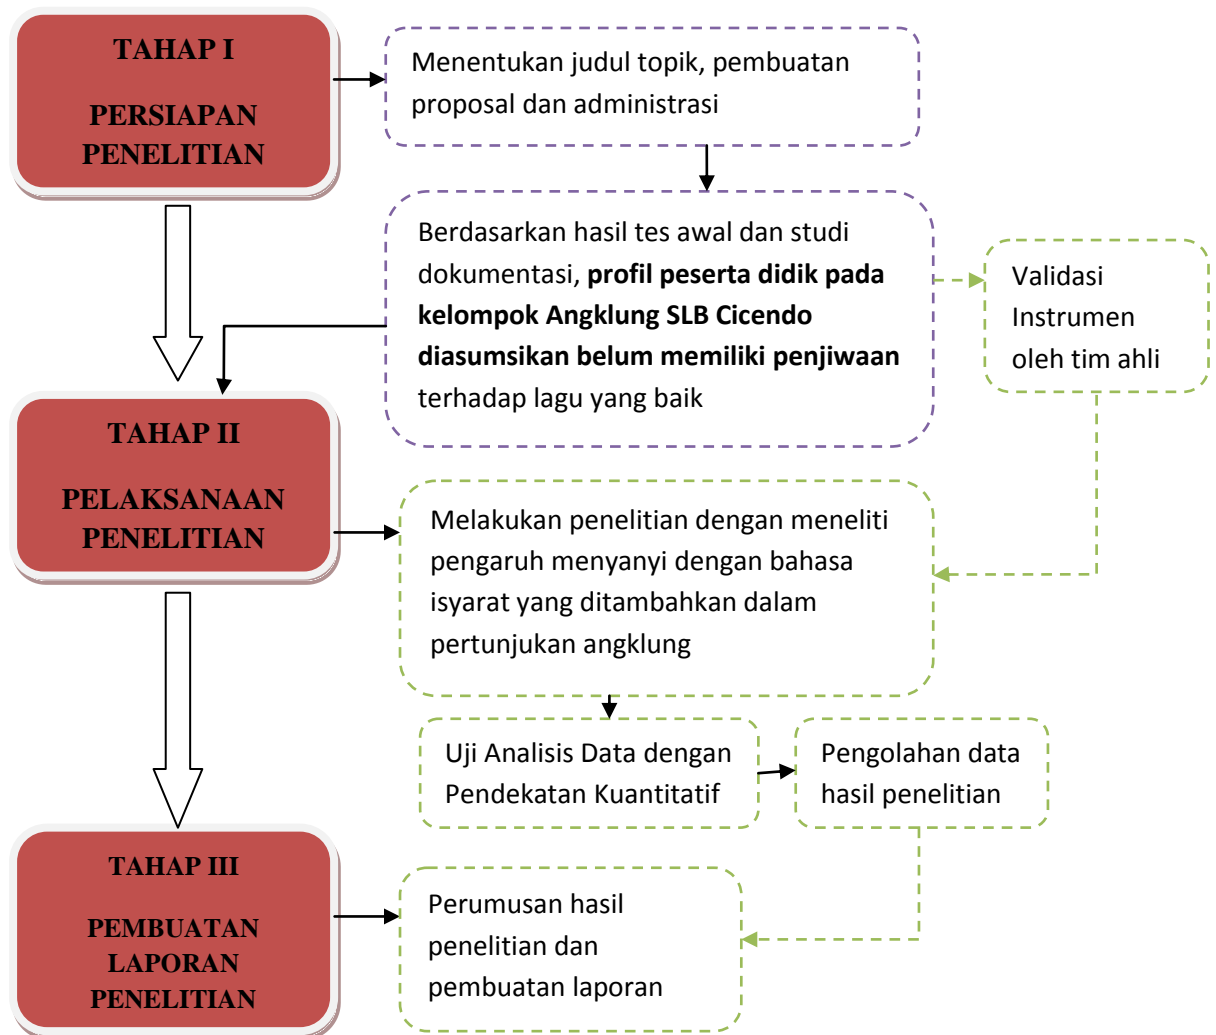 TAHAP I
PERSIAPAN
PENELITIAN
Menentukan judul topik, pembuatan
proposal dan administrasi
Berdasarkan hasil tes awal dan studi
dokumentasi, profil peserta didik pada
kelompok Angklung SLB Cicendo
diasumsikan belum memiliki penjiwaan
terhadap lagu yang baik
Validasi
Instrumen
oleh tim ahli
TAHAP II
PELAKSANAAN
PENELITIAN
Melakukan penelitian dengan meneliti
pengaruh menyanyi dengan bahasa
isyarat yang ditambahkan dalam
pertunjukan angklung
Uji Analisis Data dengan
Pendekatan Kuantitatif
Pengolahan data
hasil penelitian
TAHAP III
PEMBUATAN
LAPORAN
PENELITIAN
Perumusan hasil
penelitian dan
pembuatan laporan